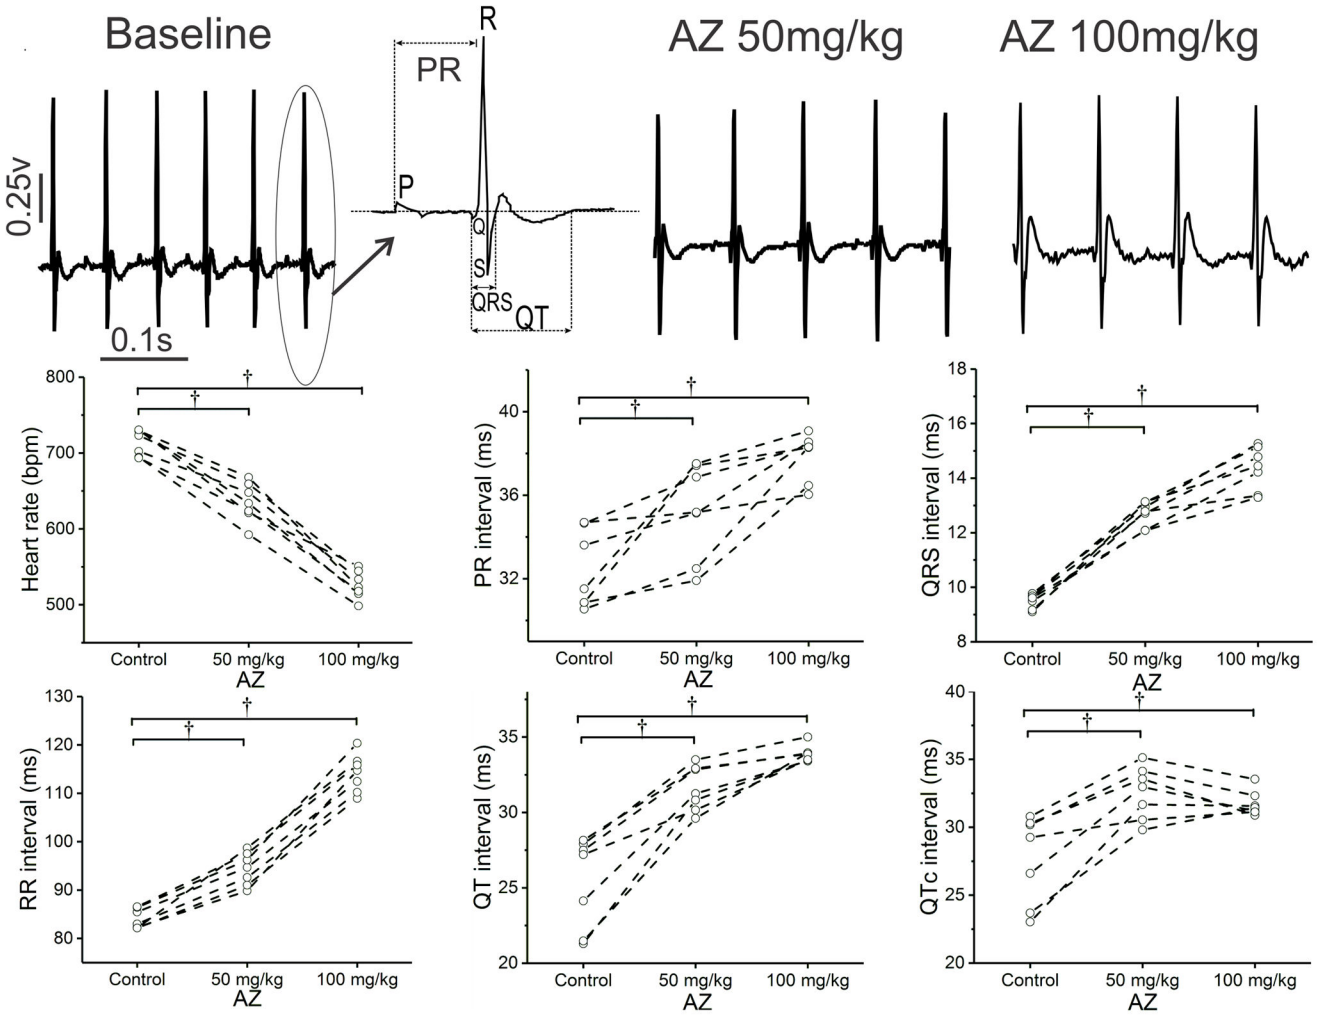 Baseline
AZ 50mg/kg
AZ 100mg/kg
R
PR
P
Q
S
QRS
QT
0.25v
0.1s
†
†
800
700
600
500
Heart rate (bpm)
Control
50 mg/kg
100 mg/kg
AZ
†
†
40
36
32
PR interval (ms)
Control
50 mg/kg
100 mg/kg
AZ
†
†
18
16
14
12
10
8
QRS interval (ms)
Control
50 mg/kg
100 mg/kg
AZ
†
†
130
120
110
100
90
80
RR interval (ms)
Control
50 mg/kg
100 mg/kg
AZ
†
†
35
30
25
20
QT interval (ms)
Control
50 mg/kg
100 mg/kg
AZ
†
†
40
35
30
25
20
QTc interval (ms)
Control
50 mg/kg
100 mg/kg
AZ